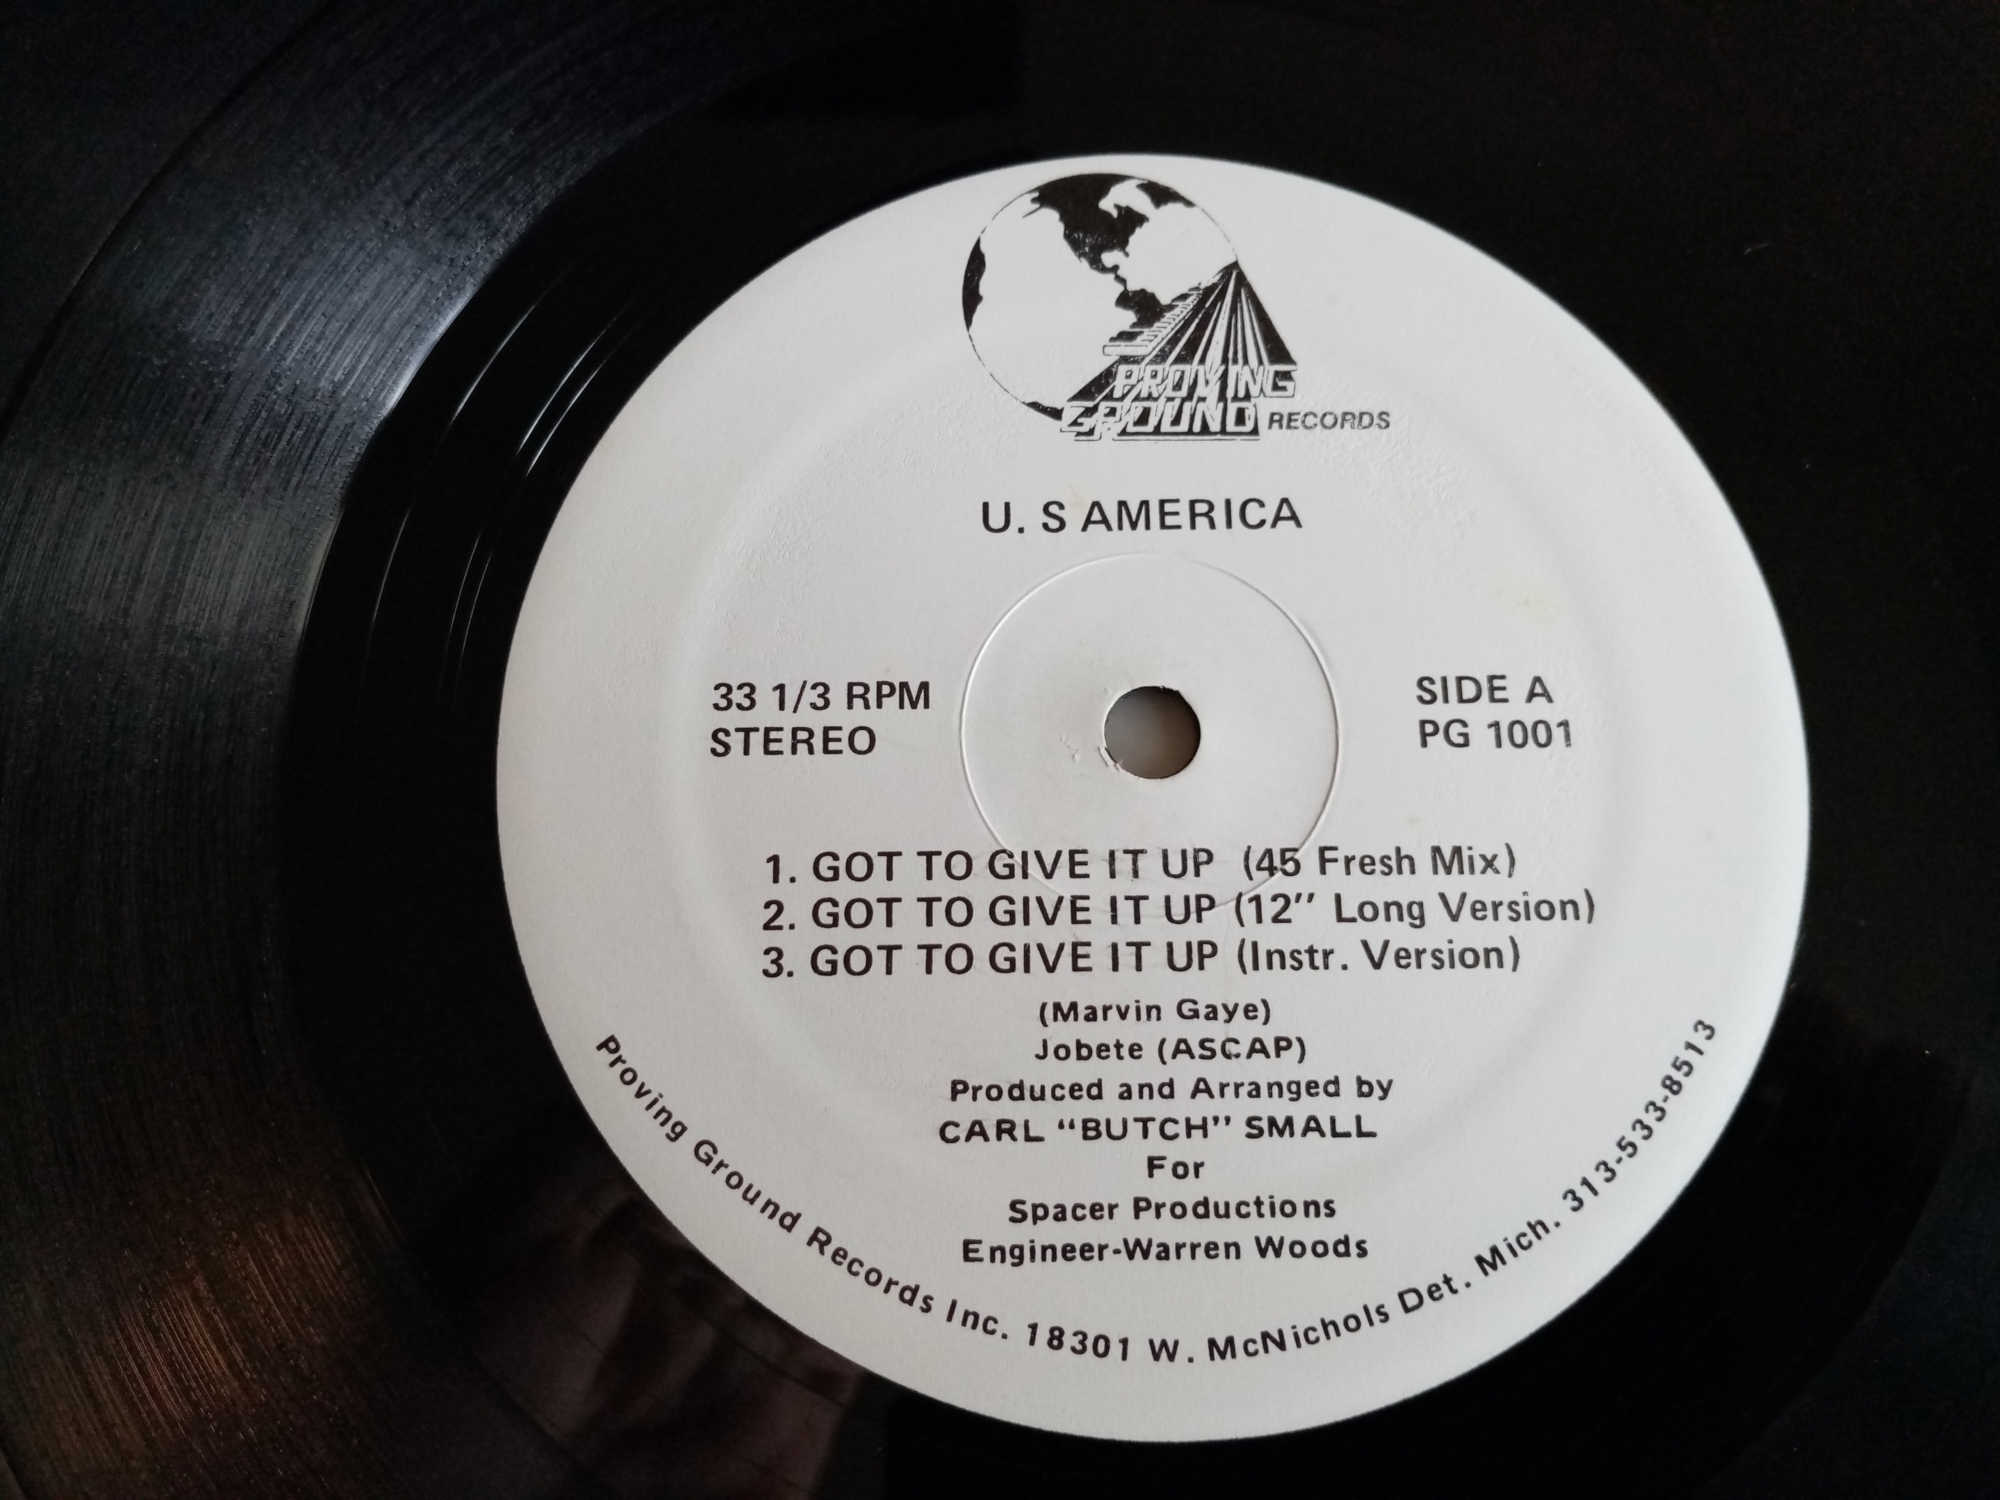 PROVING
GROUND RECORDS
U. S AMERICA
33 1/3 RPM
STEREO
SIDE A
PG 1001
1. GOT TO GIVE IT UP (45 Fresh Mix)
2. GOT TO GIVE IT UP (12" Long Version)
3. GOT TO GIVE IT UP (Instr. Version)
(Marvin Gaye)
Jobete (ASCAP)
Produced and Arranged by
CARL "BUTCH" SMALL
For
Spacer Productions
Engineer-Warren Woods
Proving Ground Records Inc. 18301 W. McNichols Det. Mich. 313-533-8513